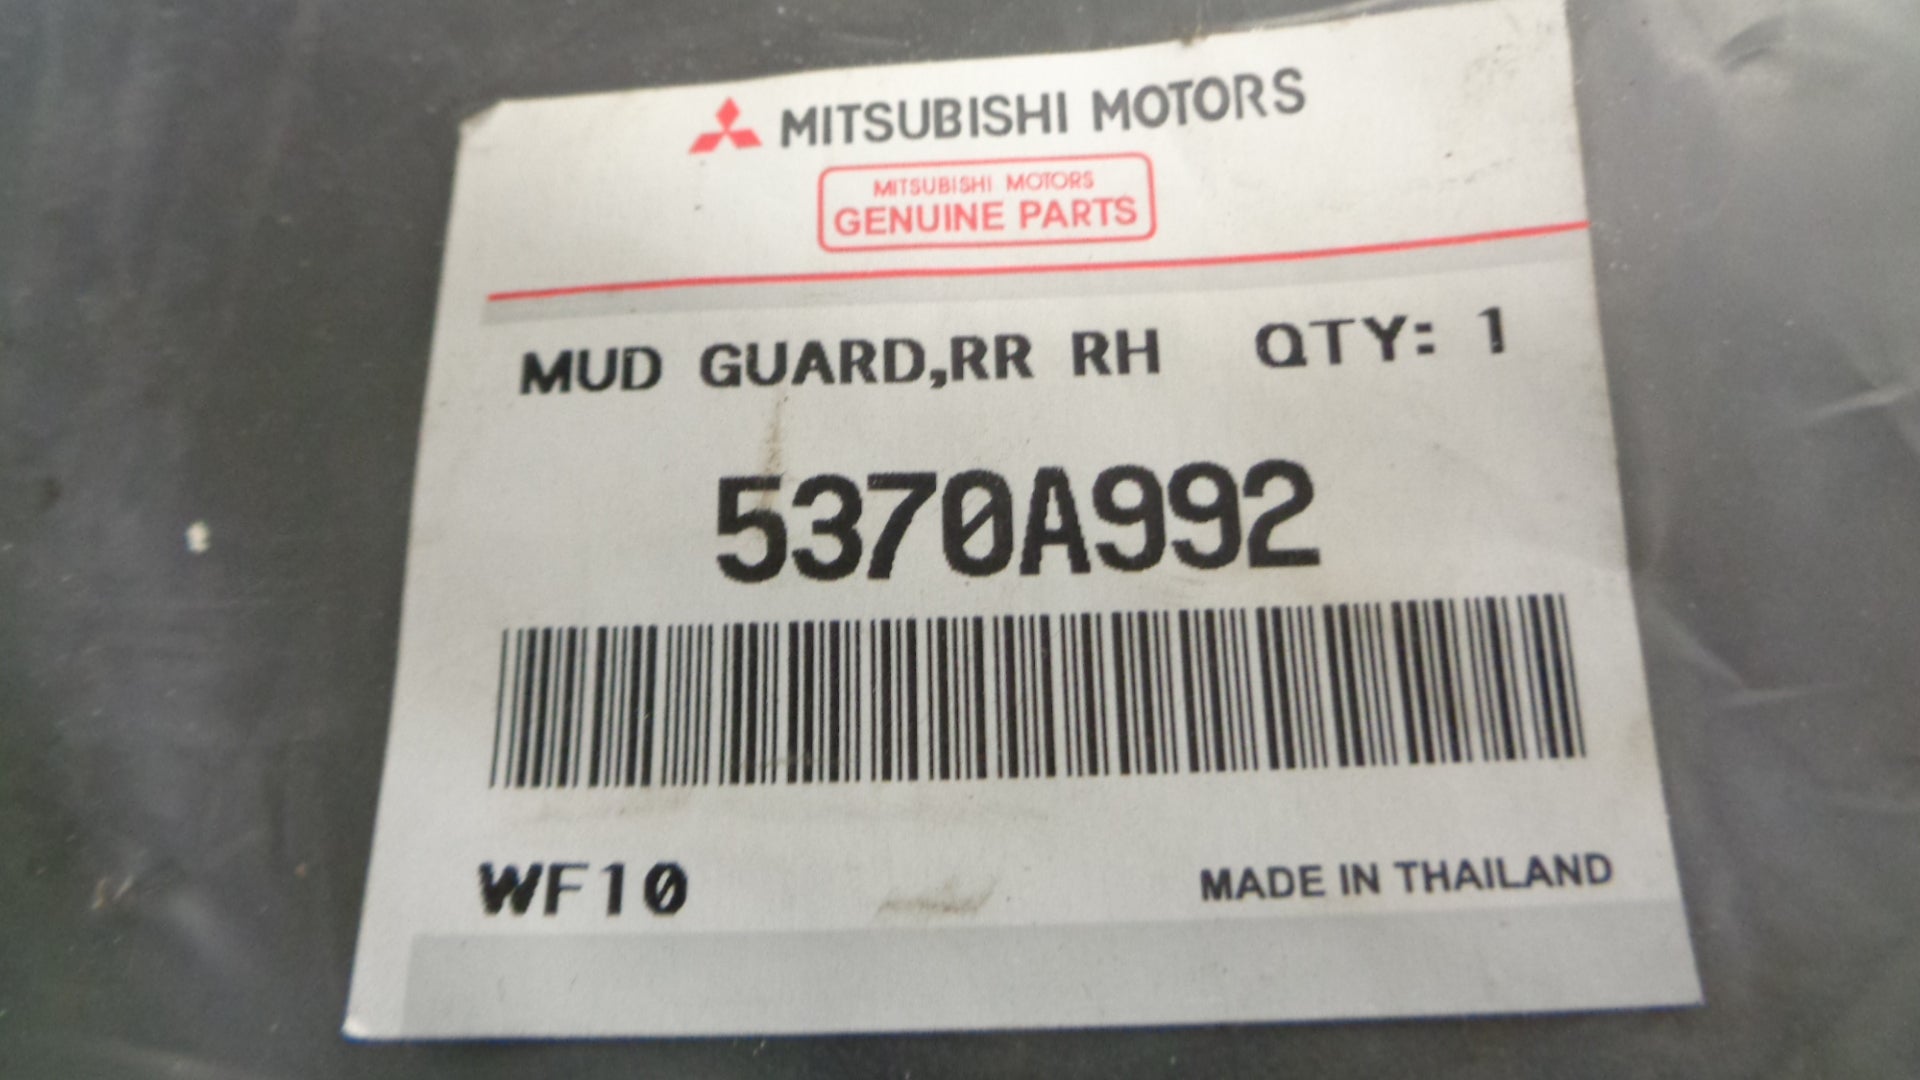 MITSUBISHI MOTORS
MITSUBISHI MOTORS
GENUINE PARTS
MUD GUARD,RR RH QTY: 1
5370A992
WF10 MADE IN THAILAND